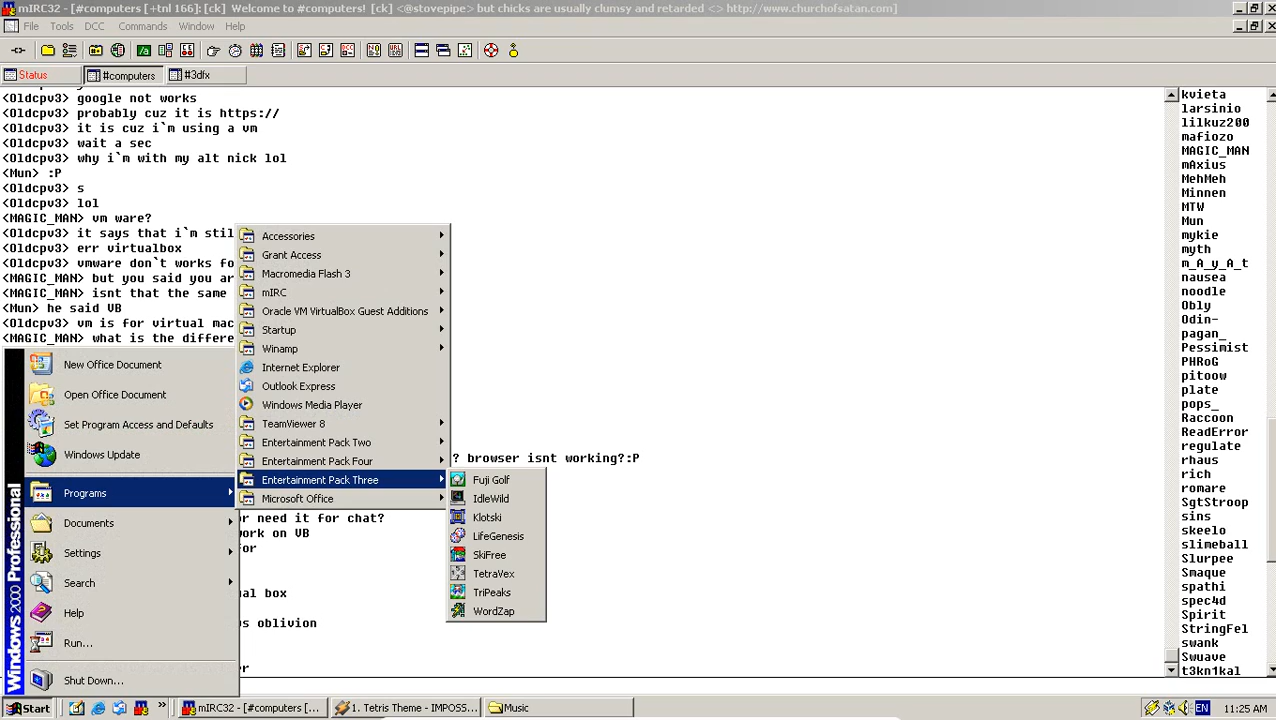 mIRC32 - [#computers [+tnl 166]: [ck] Welcome to #computers! [ck] <@stovepipe> but chicks are usually clumsy and retarded <> http://www.churchofsatan.com]
File Tools DCC Commands Window Help
Status #computers #3dfx
<Oldcpv3> google not works
<Oldcpv3> probably cuz it is https://
<Oldcpv3> it is cuz i`m using a vm
<Oldcpv3> wait a sec
<Oldcpv3> why i`m with my alt nick lol
<Mun> :P
<Oldcpv3> s
<Oldcpv3> lol
<MAGIC_MAN> vm ware?
<Oldcpv3> it says that i`m stil
<Oldcpv3> err virtualbox
<Oldcpv3> vmware don`t works fo
<MAGIC_MAN> but you said you ar
<MAGIC_MAN> isnt that the same
<Mun> he said VB
<Oldcpv3> vm is for virtual mac
<MAGIC_MAN> what is the differe
? browser isnt working?:P
or need it for chat?
work on VB
for
ual box
s oblivion
er
kvieta
larsinio
lilkuz200
mafiozo
MAGIC_MAN
mAxius
MehMeh
Minnen
MTW
Mun
mykie
myth
m_A_y_A_t
nausea
noodle
Obly
Odin-
pagan_
Pessimist
PHRoG
pitoow
plate
pops_
Raccoon
ReadError
regulate
rhaus
rich
romare
SgtStroop
sins
skeelo
slimeball
Slurpee
Smaque
spathi
spec4d
Spirit
StringFel
swank
Swuave
t3kn1kal
Windows 2000 Professional
New Office Document
Open Office Document
Set Program Access and Defaults
Windows Update
Programs
Documents
Settings
Search
Help
Run...
Shut Down...
Accessories
Grant Access
Macromedia Flash 3
mIRC
Oracle VM VirtualBox Guest Additions
Startup
Winamp
Internet Explorer
Outlook Express
Windows Media Player
TeamViewer 8
Entertainment Pack Two
Entertainment Pack Four
Entertainment Pack Three
Microsoft Office
Fuji Golf
IdleWild
Klotski
LifeGenesis
SkiFree
TetraVex
TriPeaks
WordZap
Start » mIRC32 - [#computers [... 1. Tetris Theme - IMPOSS... Music EN 11:25 AM